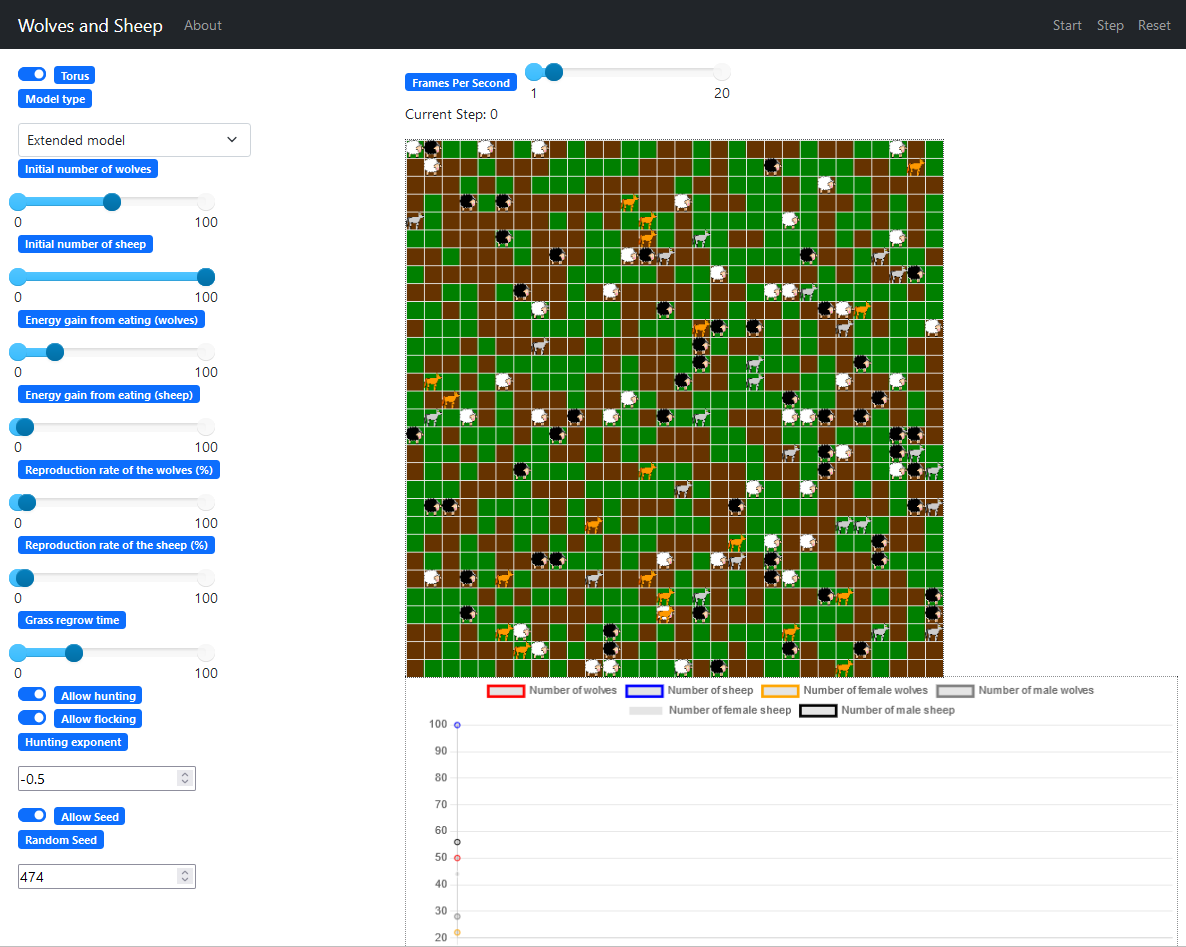 Wolves and Sheep About Start Step Reset
Torus
Model type
Extended model
Initial number of wolves
0 100
Initial number of sheep
0 100
Energy gain from eating (wolves)
0 100
Energy gain from eating (sheep)
0 100
Reproduction rate of the wolves (%)
0 100
Reproduction rate of the sheep (%)
0 100
Grass regrow time
0 100
Allow hunting
Allow flocking
Hunting exponent
-0.5
Allow Seed
Random Seed
474
Frames Per Second
1 20
Current Step: 0
Number of wolves Number of sheep Number of female wolves Number of male wolves
Number of female sheep Number of male sheep
100
90
80
70
60
50
40
30
20